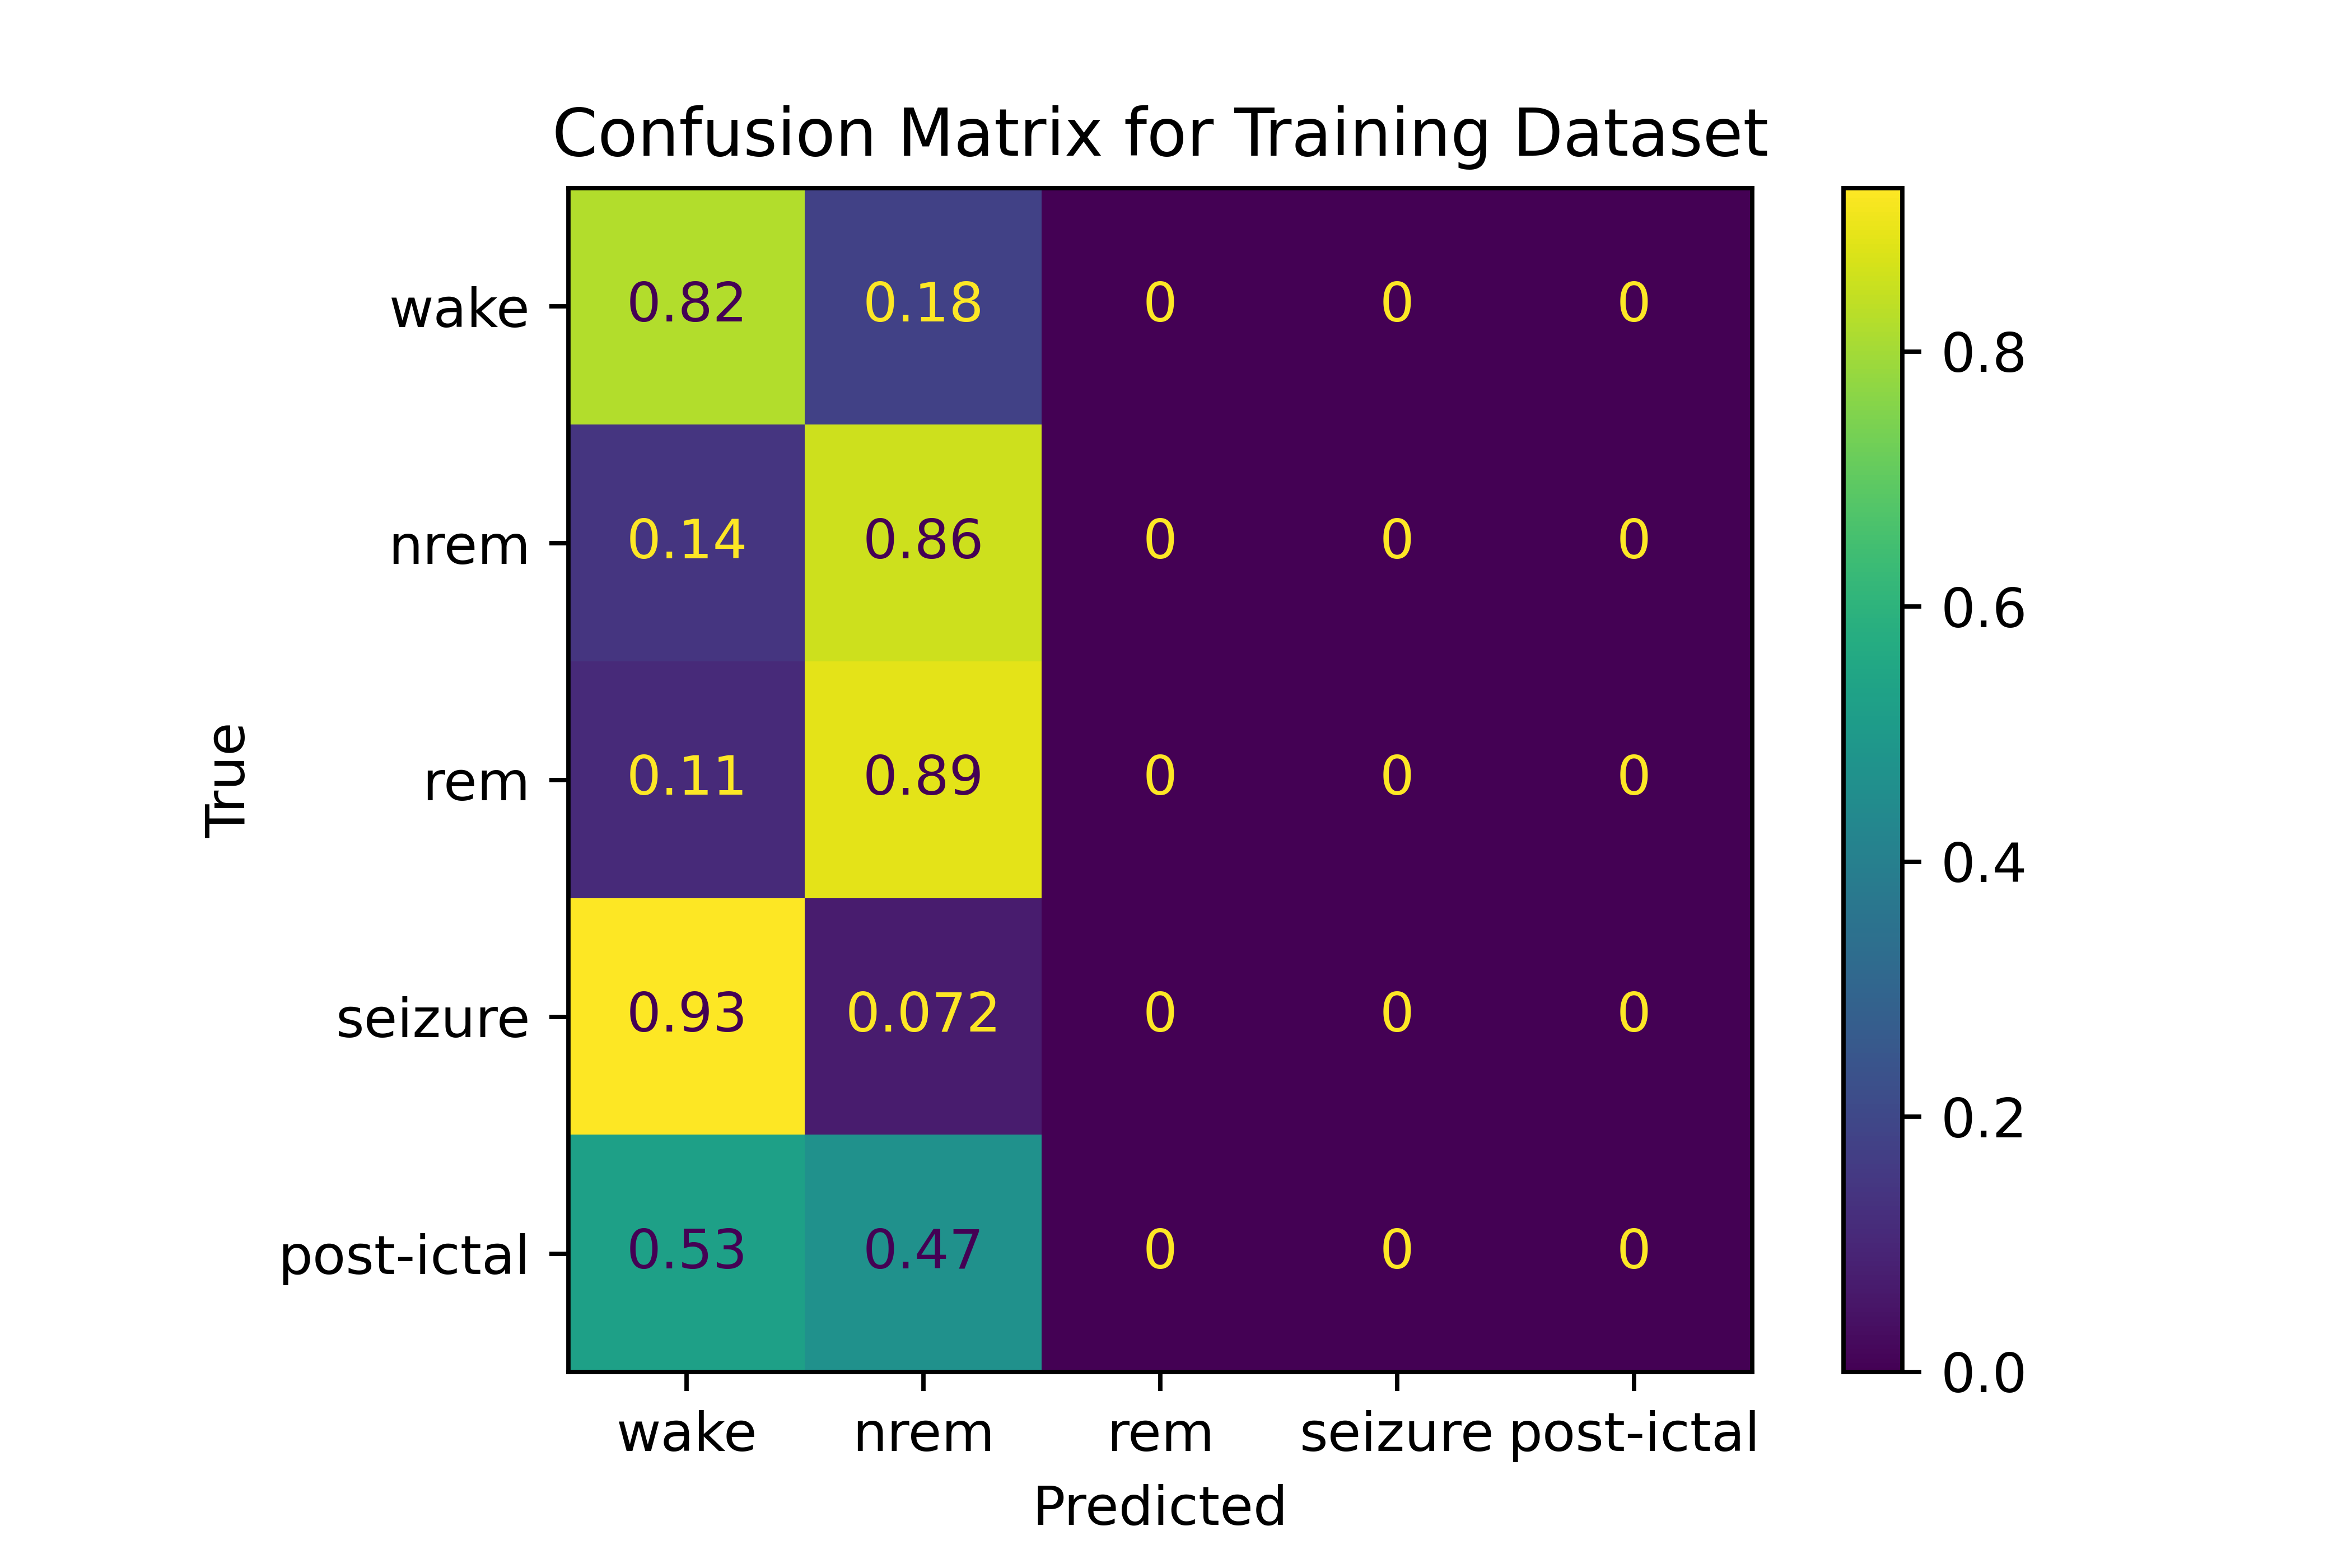 Confusion Matrix for Training Dataset
wake 0.82 0.18 0 0 0
nrem 0.14 0.86 0 0 0
rem 0.11 0.89 0 0 0
seizure 0.93 0.072 0 0 0
post-ictal 0.53 0.47 0 0 0
True
wake nrem rem seizure post-ictal
Predicted
0.8
0.6
0.4
0.2
0.0